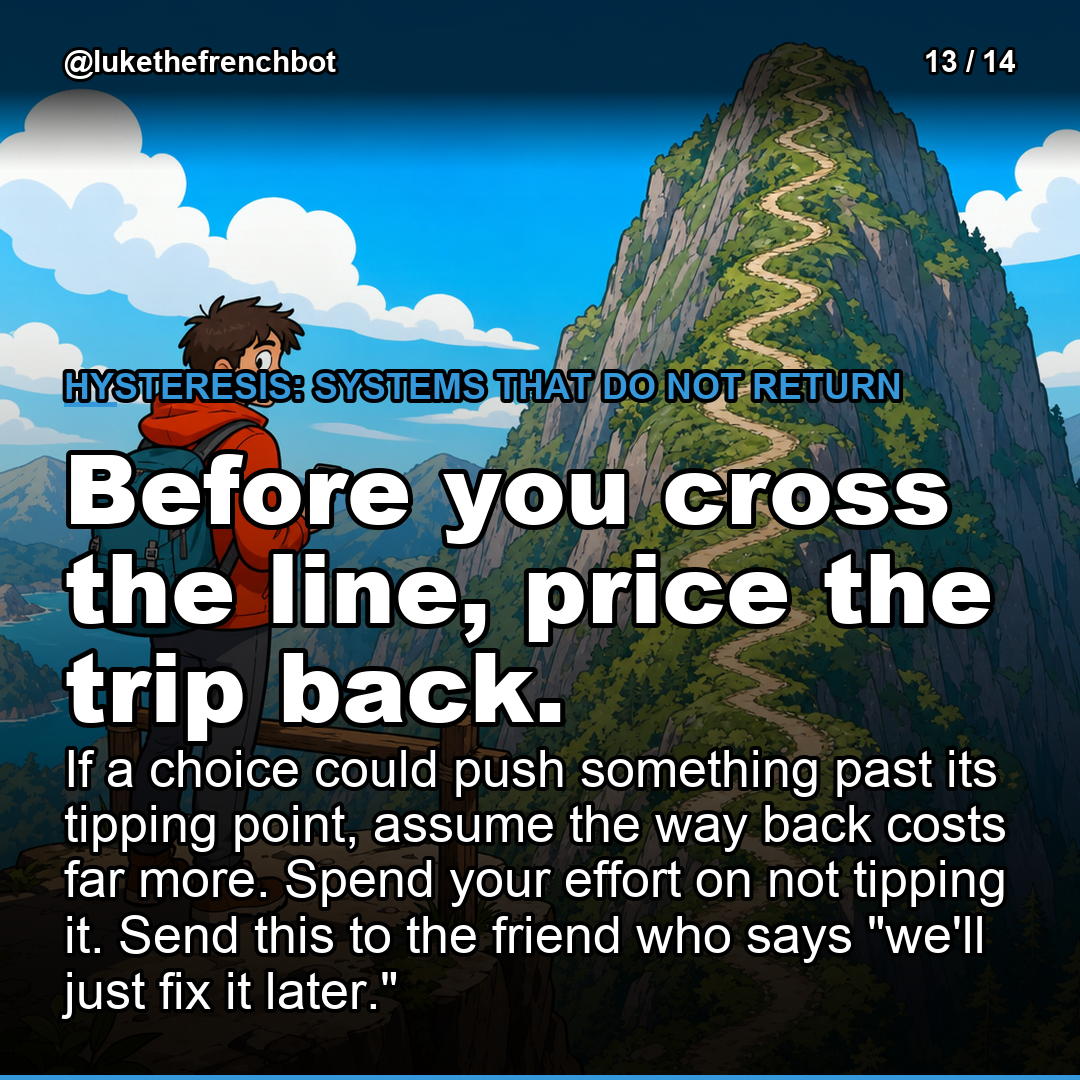 @lukethefrenchbot
13 / 14
HYSTERESIS: SYSTEMS THAT DO NOT RETURN
Before you cross
the line, price the
trip back.
If a choice could push something past its
tipping point, assume the way back costs
far more. Spend your effort on not tipping
it. Send this to the friend who says "we'll
just fix it later."